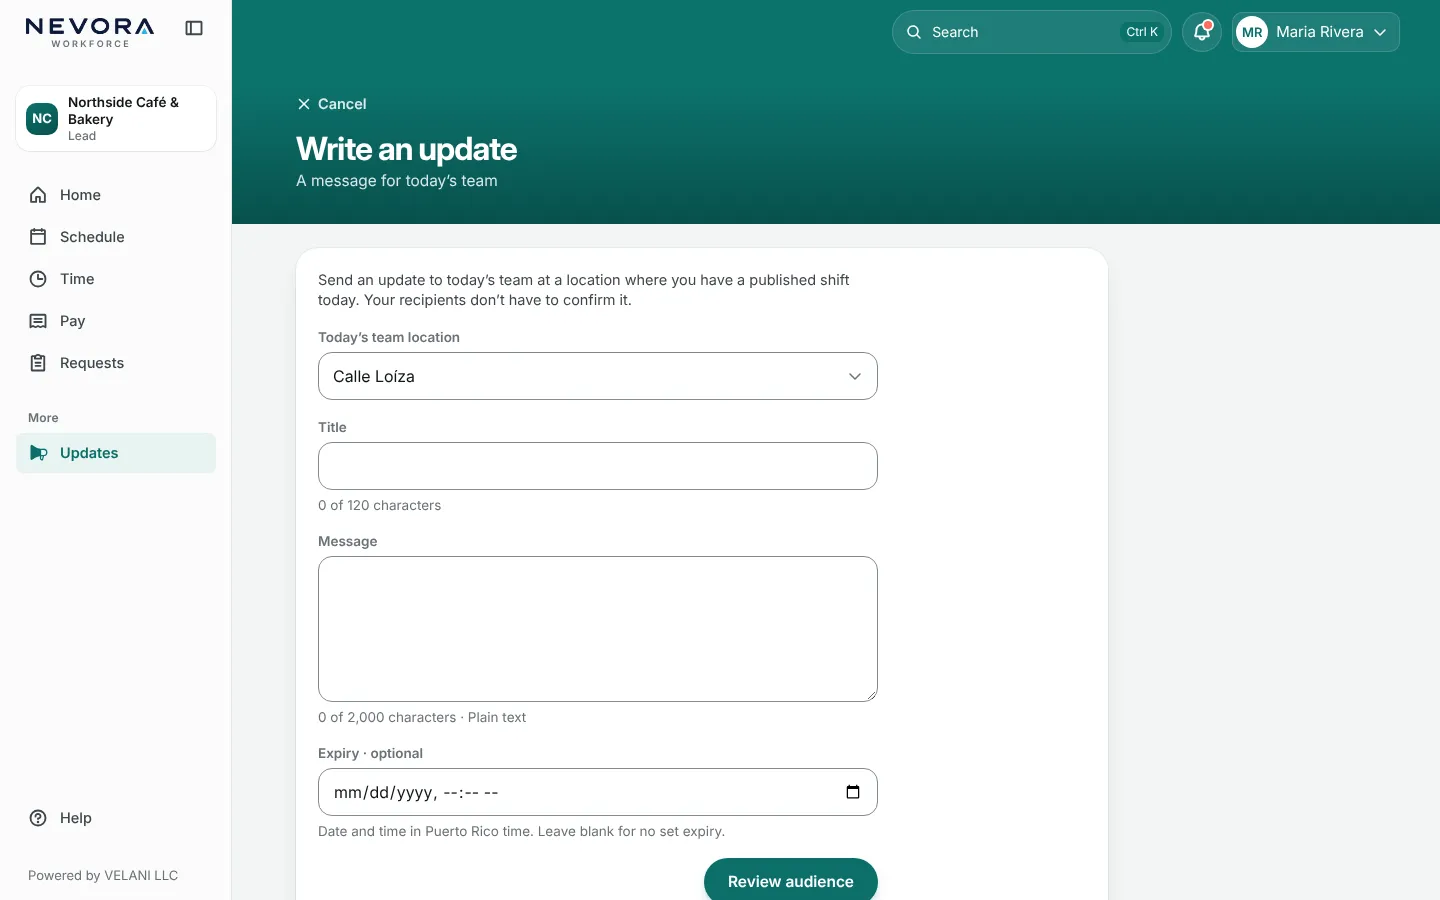 NEVORA
WORKFORCE
Search
Ctrl K
MR
Maria Rivera
NC
Northside Café &
Bakery
Lead
Home
Schedule
Time
Pay
Requests
More
Updates
Help
Powered by VELANI LLC
Cancel
Write an update
A message for today’s team
Send an update to today’s team at a location where you have a published shift
today. Your recipients don’t have to confirm it.
Today’s team location
Calle Loíza
Title
0 of 120 characters
Message
0 of 2,000 characters · Plain text
Expiry · optional
mm/dd/yyyy, --:-- --
Date and time in Puerto Rico time. Leave blank for no set expiry.
Review audience